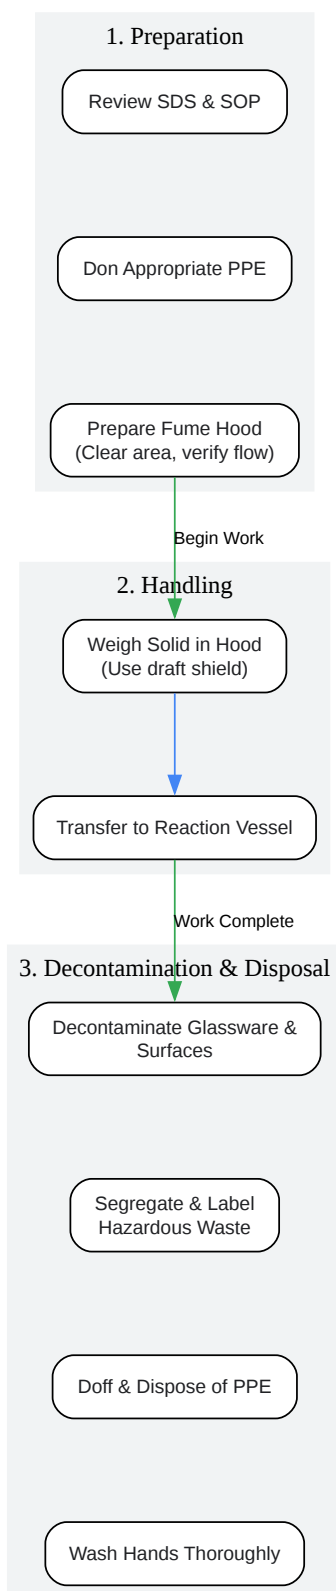 1. Preparation
Review SDS & SOP
Don Appropriate PPE
Prepare Fume Hood
(Clear area, verify flow)
Begin Work
2. Handling
Weigh Solid in Hood
(Use draft shield)
Transfer to Reaction Vessel
Work Complete
3. Decontamination & Disposal
Decontaminate Glassware &
Surfaces
Segregate & Label
Hazardous Waste
Doff & Dispose of PPE
Wash Hands Thoroughly